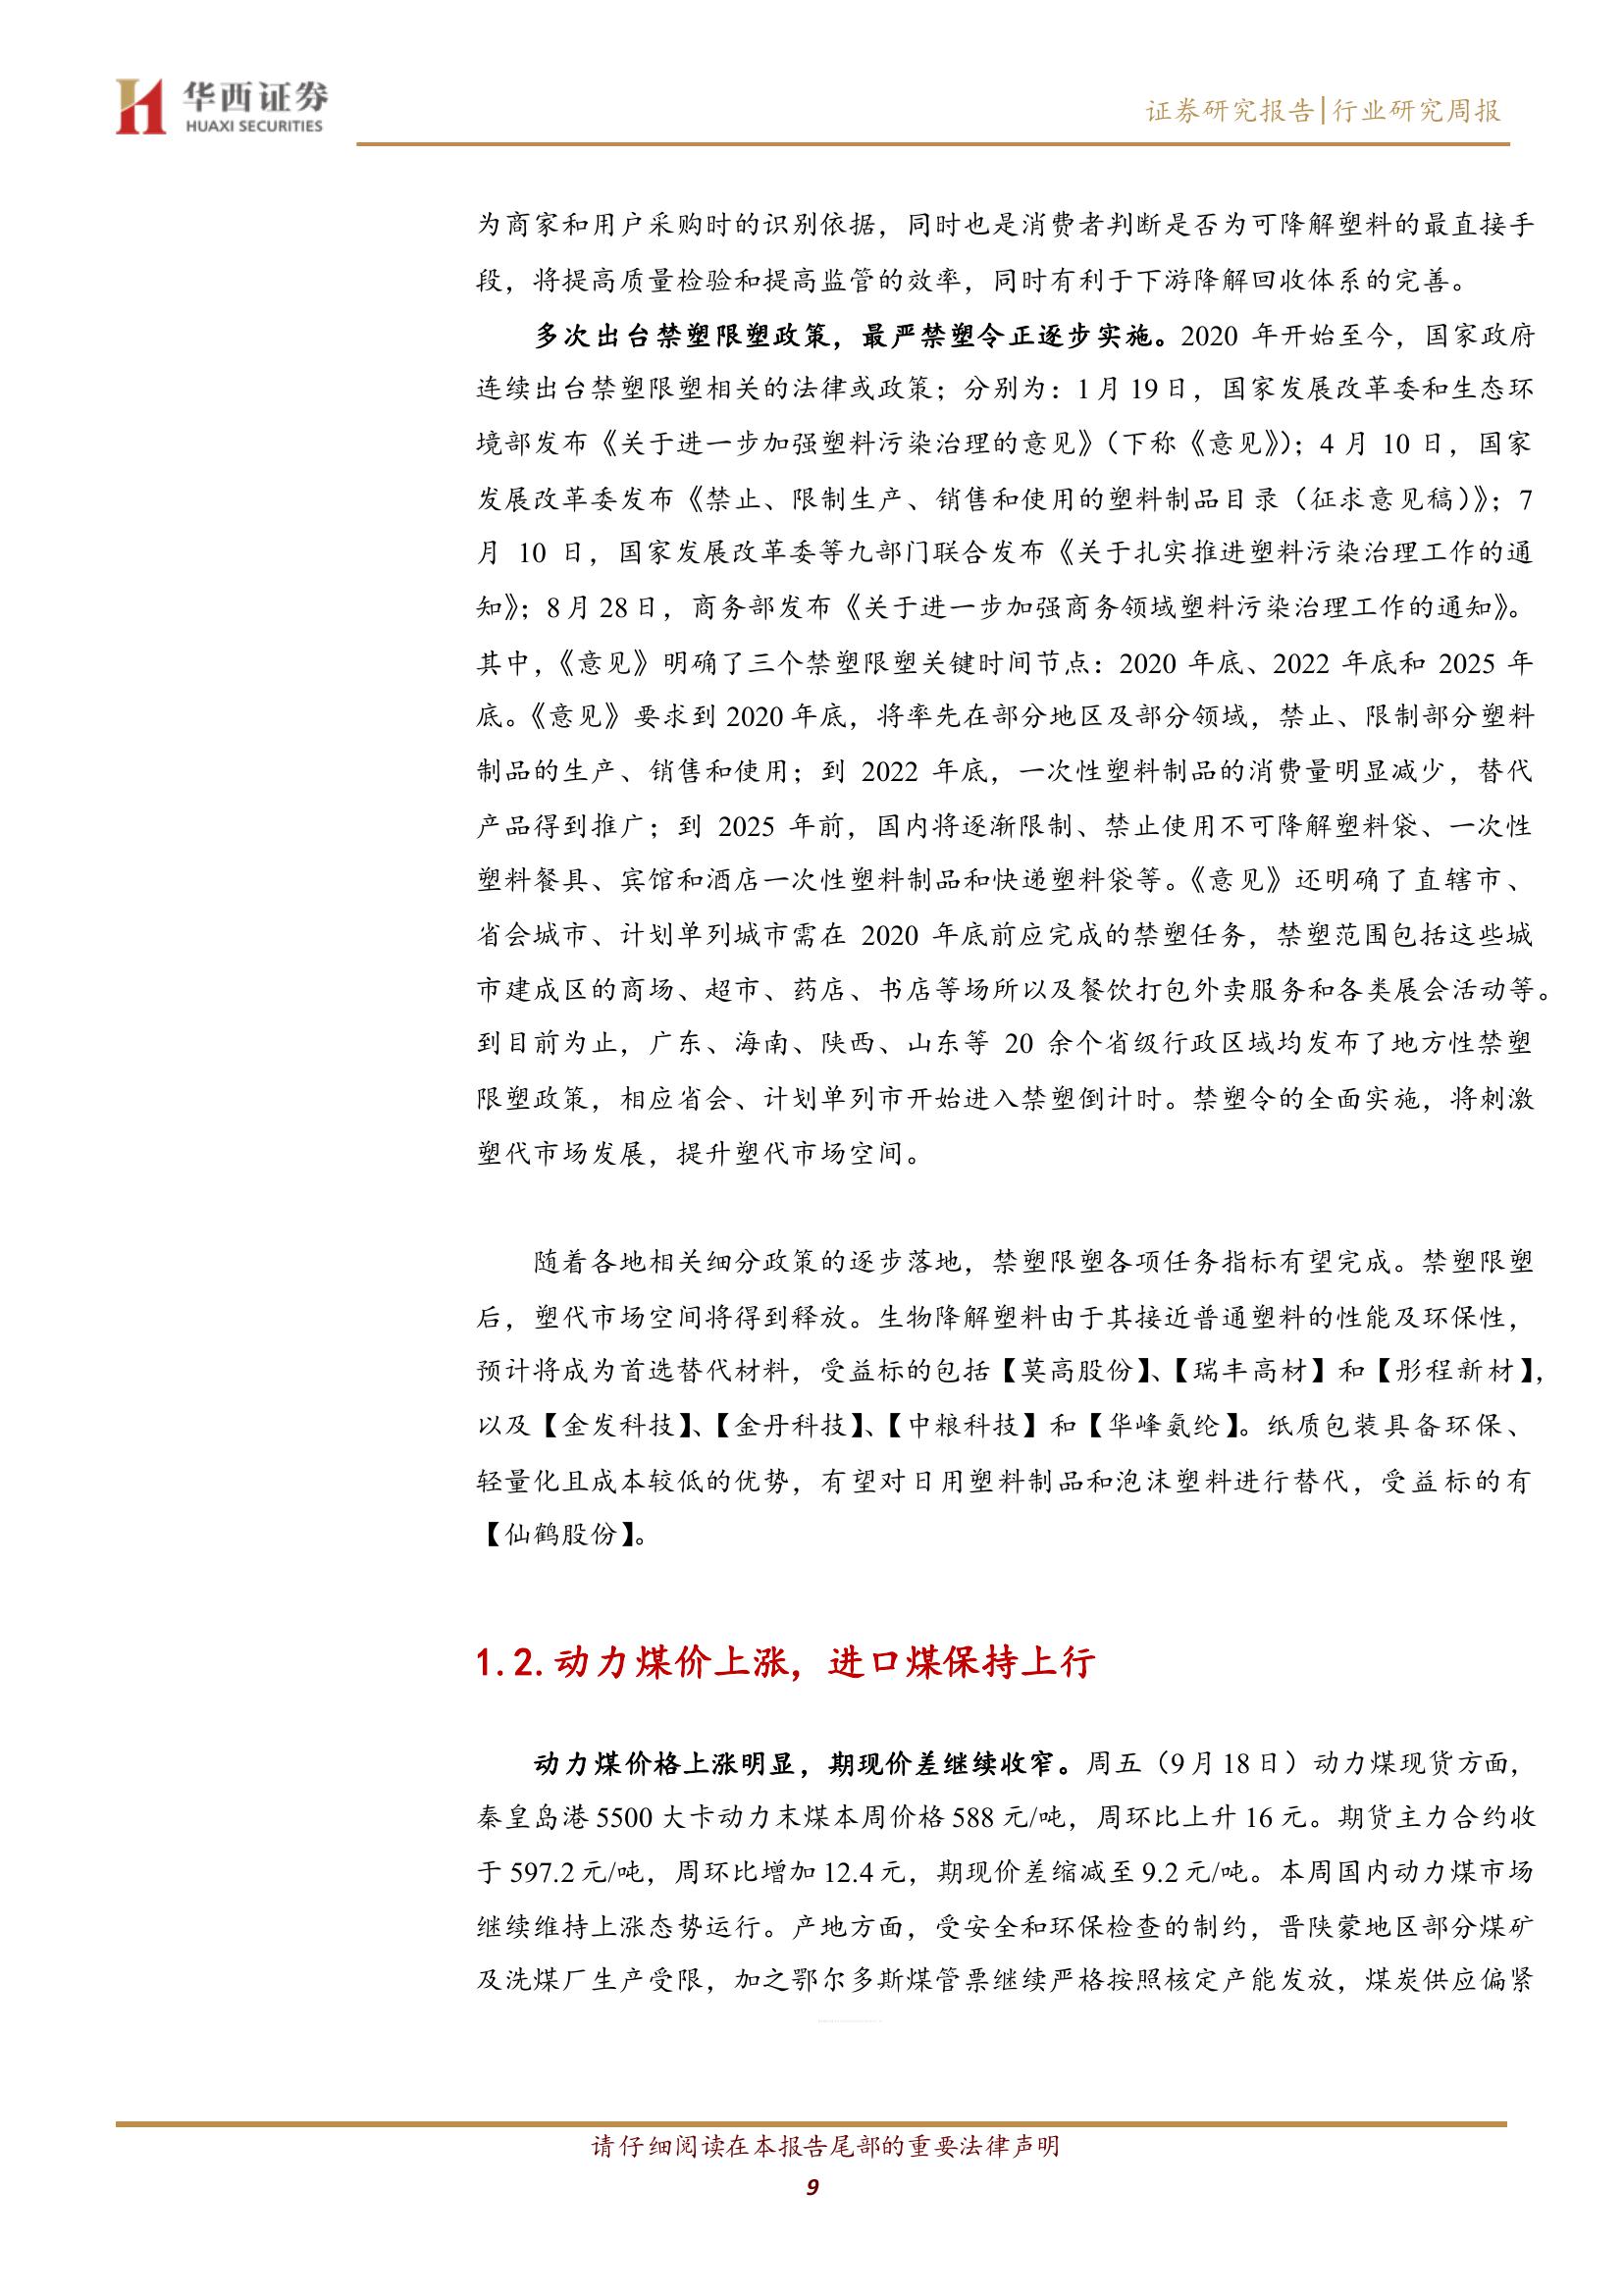 华西证券
HUAXI SECURITIES
证券研究报告|行业研究周报
为商家和用户采购时的识别依据，同时也是消费者判断是否为可降解塑料的最直接手
段，将提高质量检验和提高监管的效率，同时有利于下游降解回收体系的完善。
多次出台禁塑限塑政策，最严禁塑令正逐步实施。2020 年开始至今，国家政府
连续出台禁塑限塑相关的法律或政策；分别为：1 月 19 日，国家发展改革委和生态环
境部发布《关于进一步加强塑料污染治理的意见》（下称《意见》）；4 月 10 日，国家
发展改革委发布《禁止、限制生产、销售和使用的塑料制品目录（征求意见稿）》；7
月 10 日，国家发展改革委等九部门联合发布《关于扎实推进塑料污染治理工作的通
知》；8 月 28 日，商务部发布《关于进一步加强商务领域塑料污染治理工作的通知》。
其中，《意见》明确了三个禁塑限塑关键时间节点：2020 年底、2022 年底和 2025 年
底。《意见》要求到 2020 年底，将率先在部分地区及部分领域，禁止、限制部分塑料
制品的生产、销售和使用；到 2022 年底，一次性塑料制品的消费量明显减少，替代
产品得到推广；到 2025 年前，国内将逐渐限制、禁止使用不可降解塑料袋、一次性
塑料餐具、宾馆和酒店一次性塑料制品和快递塑料袋等。《意见》还明确了直辖市、
省会城市、计划单列城市需在 2020 年底前应完成的禁塑任务，禁塑范围包括这些城
市建成区的商场、超市、药店、书店等场所以及餐饮打包外卖服务和各类展会活动等。
到目前为止，广东、海南、陕西、山东等 20 余个省级行政区域均发布了地方性禁塑
限塑政策，相应省会、计划单列市开始进入禁塑倒计时。禁塑令的全面实施，将刺激
塑代市场发展，提升塑代市场空间。
随着各地相关细分政策的逐步落地，禁塑限塑各项任务指标有望完成。禁塑限塑
后，塑代市场空间将得到释放。生物降解塑料由于其接近普通塑料的性能及环保性，
预计将成为首选替代材料，受益标的包括【莫高股份】、【瑞丰高材】和【彤程新材】，
以及【金发科技】、【金丹科技】、【中粮科技】和【华峰氨纶】。纸质包装具备环保、
轻量化且成本较低的优势，有望对日用塑料制品和泡沫塑料进行替代，受益标的有
【仙鹤股份】。
1.2.动力煤价上涨，进口煤保持上行
动力煤价格上涨明显，期现价差继续收窄。周五（9 月 18 日）动力煤现货方面，
秦皇岛港 5500 大卡动力末煤本周价格 588 元/吨，周环比上升 16 元。期货主力合约收
于 597.2 元/吨，周环比增加 12.4 元，期现价差缩减至 9.2 元/吨。本周国内动力煤市场
继续维持上涨态势运行。产地方面，受安全和环保检查的制约，晋陕蒙地区部分煤矿
及洗煤厂生产受限，加之鄂尔多斯煤管票继续严格按照核定产能发放，煤炭供应偏紧
请仔细阅读在本报告尾部的重要法律声明
9